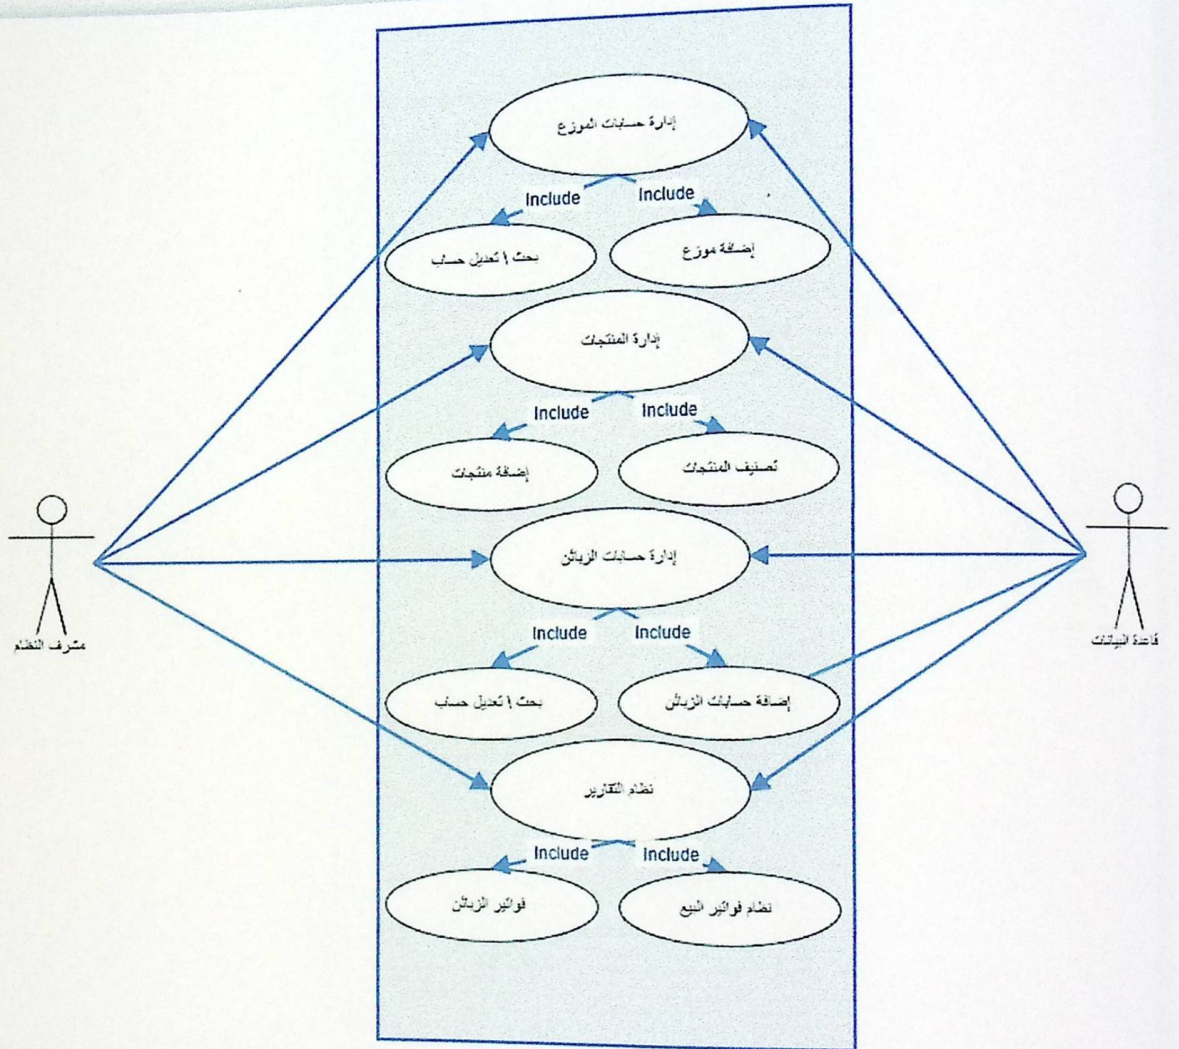 إدارة حسابات الموزع
Include
Include
بحث \ تعديل حساب
إضافة موزع
إدارة المنتجات
Include
Include
إضافة منتجات
تصنيف المنتجات
إدارة حسابات الزبائن
مشرف النظام
قاعدة البيانات
Include
Include
بحث \ تعديل حساب
إضافة حسابات الزبائن
نظام التقارير
Include
Include
فواتير الزبائن
نظام فواتير البيع